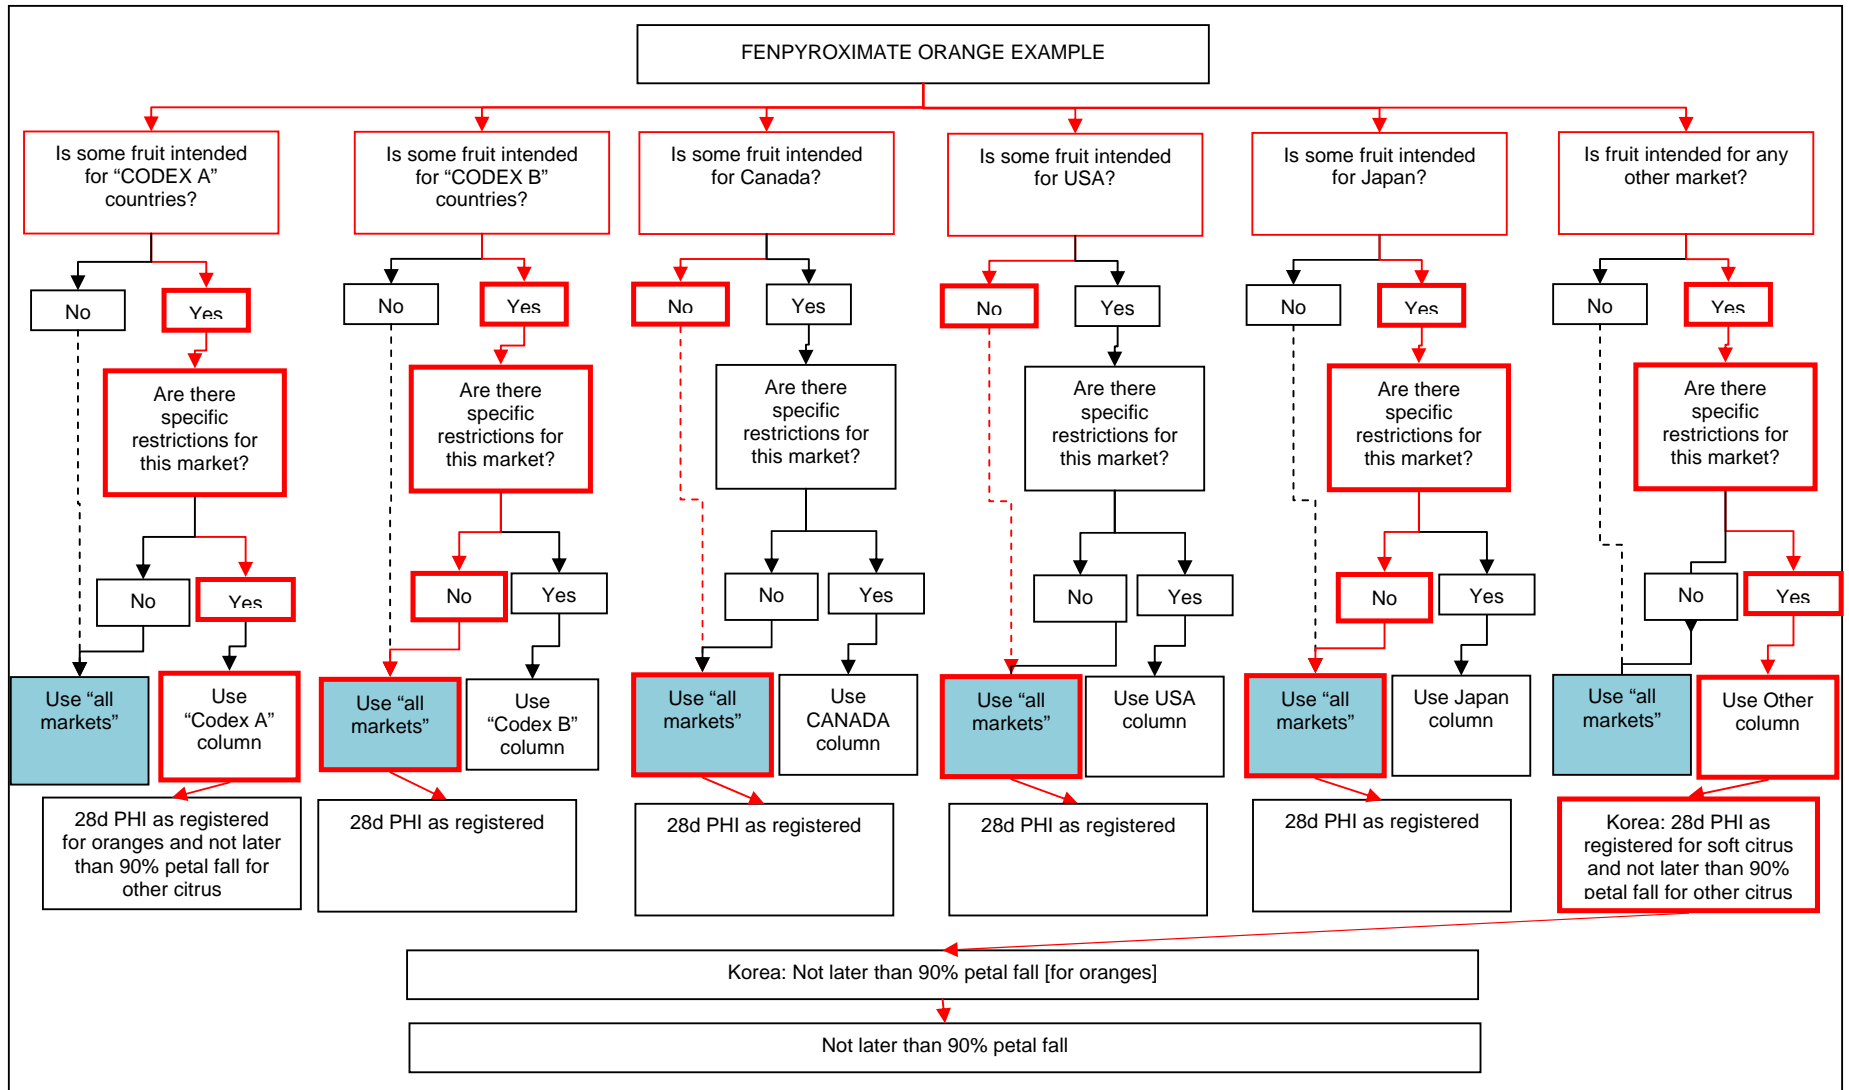 FENPYROXIMATE ORANGE EXAMPLE
Is some fruit intended
for “CODEX A”
countries?
Is some fruit intended
for “CODEX B”
countries?
Is some fruit intended
for Canada?
Is some fruit intended
for USA?
Is some fruit intended
for Japan?
Is fruit intended for any
other market?
No
Yes
No
Yes
No
Yes
No
Yes
No
Yes
No
Yes
Are there
specific
restrictions for
this market?
Are there
specific
restrictions for
this market?
Are there
specific
restrictions for
this market?
Are there
specific
restrictions for
this market?
Are there
specific
restrictions for
this market?
Are there
specific
restrictions for
this market?
No
Yes
No
Yes
No
Yes
No
Yes
No
Yes
No
Yes
Use “all
markets”
Use
“Codex A”
column
Use “all
markets”
Use
“Codex B”
column
Use “all
markets”
Use
CANADA
column
Use “all
markets”
Use USA
column
Use “all
markets”
Use Japan
column
Use “all
markets”
Use Other
column
28d PHI as registered
for oranges and not later
than 90% petal fall for
other citrus
28d PHI as registered
28d PHI as registered
28d PHI as registered
28d PHI as registered
Korea: 28d PHI as
registered for soft citrus
and not later than 90%
petal fall for other citrus
Korea: Not later than 90% petal fall [for oranges]
Not later than 90% petal fall